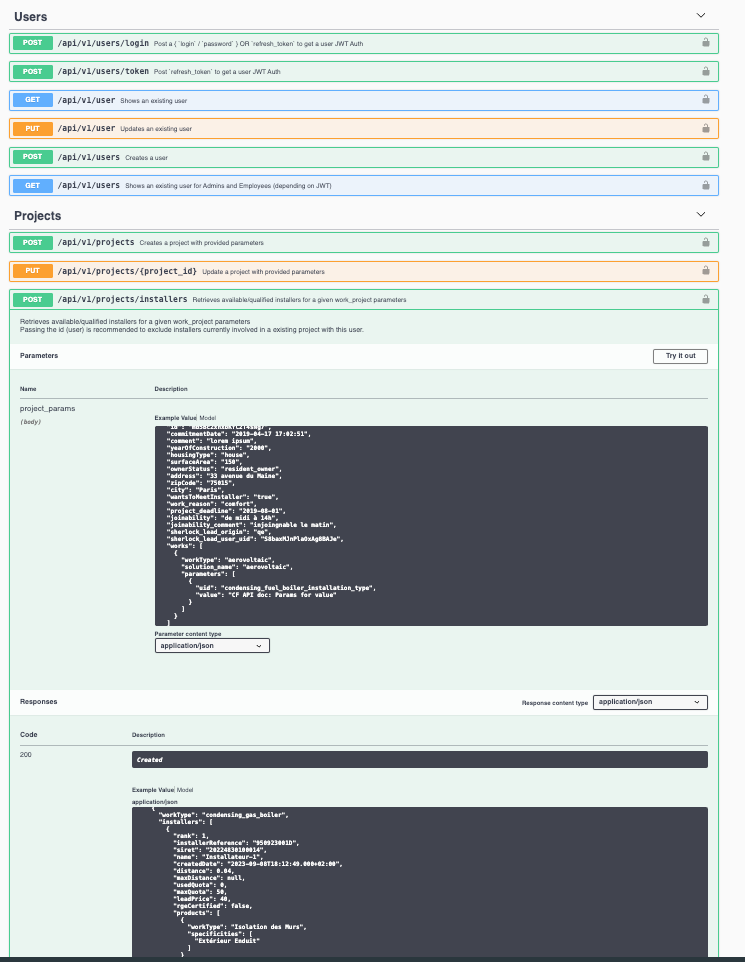 Users
POST /api/v1/users/login Post a { `login` / `password` } OR `refresh_token` to get a user JWT Auth
POST /api/v1/users/token Post `refresh_token` to get a user JWT Auth
GET /api/v1/user Shows an existing user
PUT /api/v1/user Updates an existing user
POST /api/v1/users Creates a user
GET /api/v1/users Shows an existing user for Admins and Employees (depending on JWT)
Projects
POST /api/v1/projects Creates a project with provided parameters
PUT /api/v1/projects/{project_id} Update a project with provided parameters
POST /api/v1/projects/installers Retrieves available/qualified installers for a given work_project parameters
Retrieves available/qualified installers for a given work_project parameters
Passing the id (user) is recommended to exclude installers currently involved in a existing project with this user.
Parameters Try it out
Name Description
project_params
(body)
Example Value Model
"commitmentDate": "2019-04-17 17:02:51",
"comment": "lorem ipsum",
"yearOfConstruction": "2000",
"housingType": "house",
"surfaceArea": "150",
"ownerStatus": "resident_owner",
"address": "33 avenue du Maine",
"zipCode": "75015",
"city": "Paris",
"wantsToMeetInstaller": "true",
"work_reason": "comfort",
"project_deadline": "2019-08-01",
"joinability": "de midi à 14h",
"joinability_comment": "injoingnable le matin",
"sherlock_lead_origin": "qe",
"sherlock_lead_user_uid":
"works": [
{
"workType": "aerovoltaic",
"solution_name": "aerovoltaic",
"parameters": [
{
"uid": "condensing_fuel_boiler_installation_type",
"value": "CF API doc: Params for value"
}
]
}
]
Parameter content type
application/json
Responses Response content type application/json
Code Description
200
Created
Example Value Model
application/json
{
"workType": "condensing_gas_boiler",
"installers": [
{
"rank": 1,
"installerReference": "950923001D",
"siret": "20224830100014",
"name": "Installateur-1",
"createdDate": "2023-09-08T18:12:49.000+02:00",
"distance": 0.04,
"maxDistance": null,
"usedQuota": 0,
"maxQuota": 50,
"leadPrice": 40,
"rgeCertified": false,
"products": [
{
"workType": "Isolation des Murs",
"specificities": [
"Extérieur Enduit"
]
}